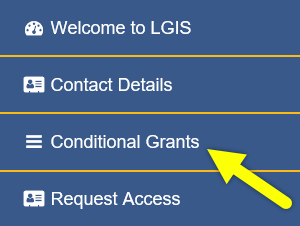 Welcome to LGIS
Contact Details
Conditional Grants
Request Access